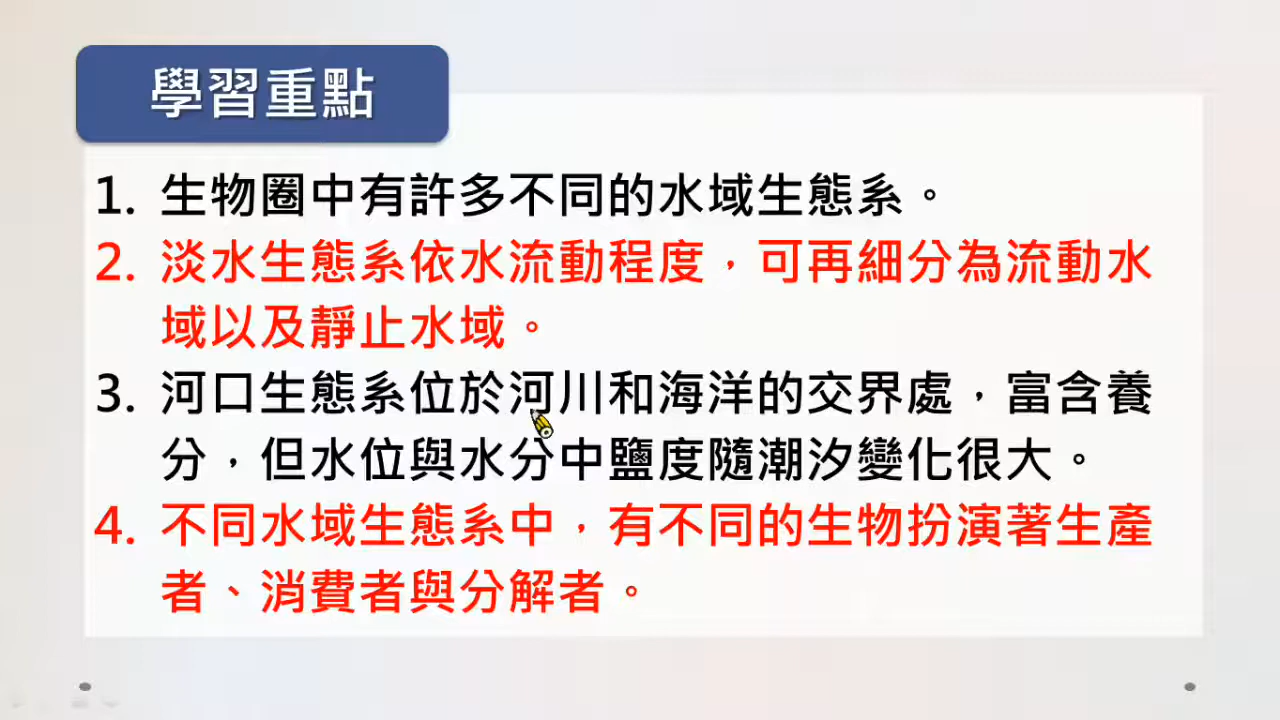 學習重點
1. 生物圈中有許多不同的水域生態系。
2. 淡水生態系依水流動程度，可再細分為流動水
域以及靜止水域。
3. 河口生態系位於河川和海洋的交界處，富含養
分，但水位與水分中鹽度隨潮汐變化很大。
4. 不同水域生態系中，有不同的生物扮演著生產
者、消費者與分解者。